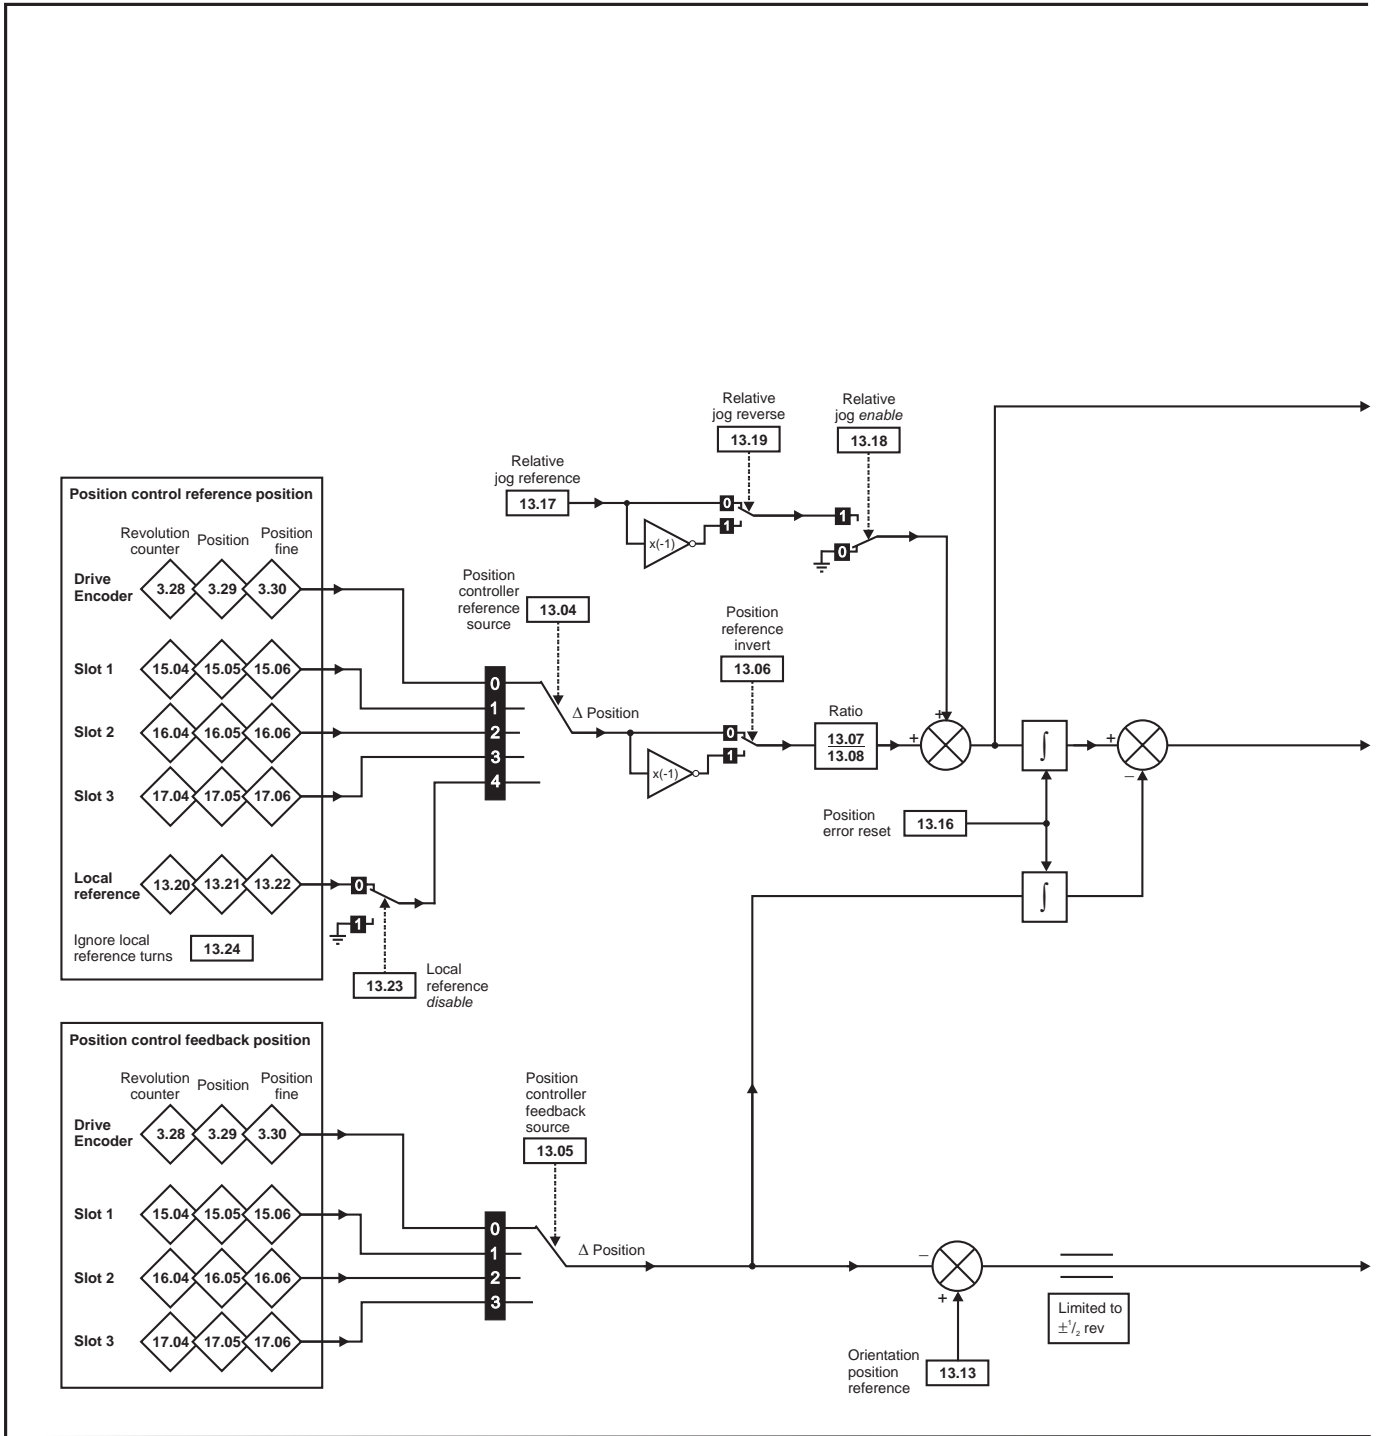 Relative
jog reverse
13.19
Relative
jog enable
13.18
Relative
jog reference
13.17
0
1
x(-1)
1
0
Position control reference position
Revolution
counter
Position
Position
fine
Drive
Encoder
3.28
3.29
3.30
Slot 1
15.04
15.05
15.06
Slot 2
16.04
16.05
16.06
Slot 3
17.04
17.05
17.06
Local
reference
13.20
13.21
13.22
Ignore local
reference turns
13.24
0
1
13.23
Local
reference
disable
Position
controller
reference
source
13.04
0
1
2
3
4
Δ Position
x(-1)
Position
reference
invert
13.06
0
1
Ratio
13.07
13.08
+
+
∫
+
−
Position
error reset
13.16
∫
Position control feedback position
Revolution
counter
Position
Position
fine
Drive
Encoder
3.28
3.29
3.30
Slot 1
15.04
15.05
15.06
Slot 2
16.04
16.05
16.06
Slot 3
17.04
17.05
17.06
Position
controller
feedback
source
13.05
0
1
2
3
Δ Position
−
+
Limited to
±1/2 rev
Orientation
position
reference
13.13